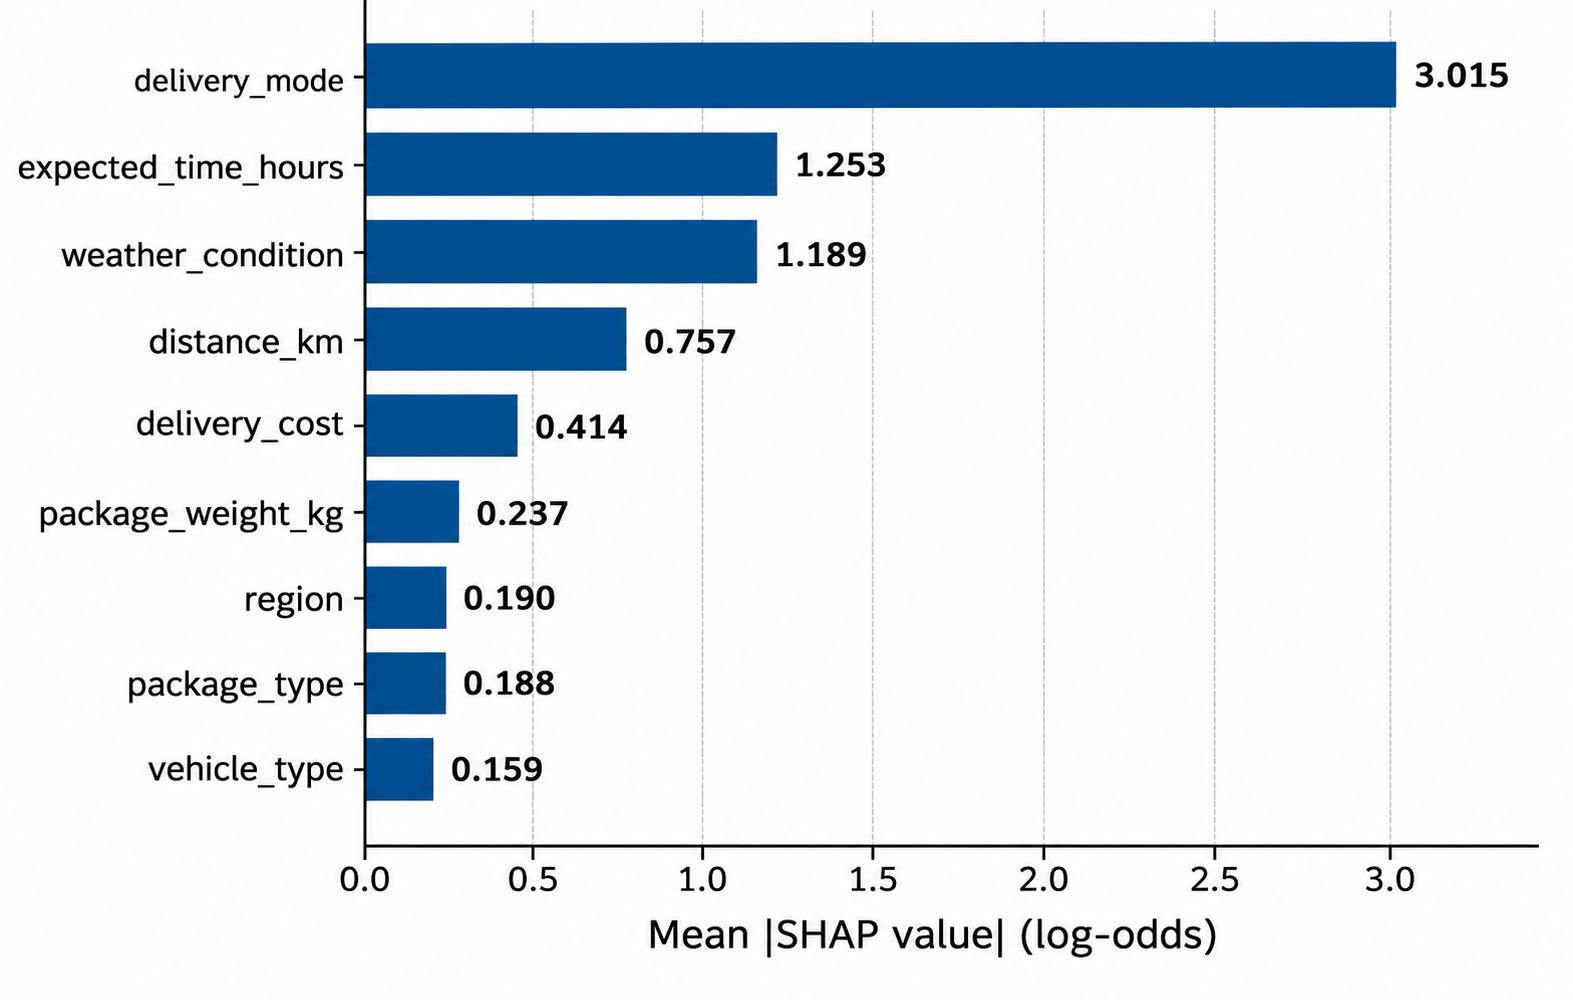 delivery_mode 3.015
expected_time_hours 1.253
weather_condition 1.189
distance_km 0.757
delivery_cost 0.414
package_weight_kg 0.237
region 0.190
package_type 0.188
vehicle_type 0.159
0.0 0.5 1.0 1.5 2.0 2.5 3.0
Mean |SHAP value| (log-odds)